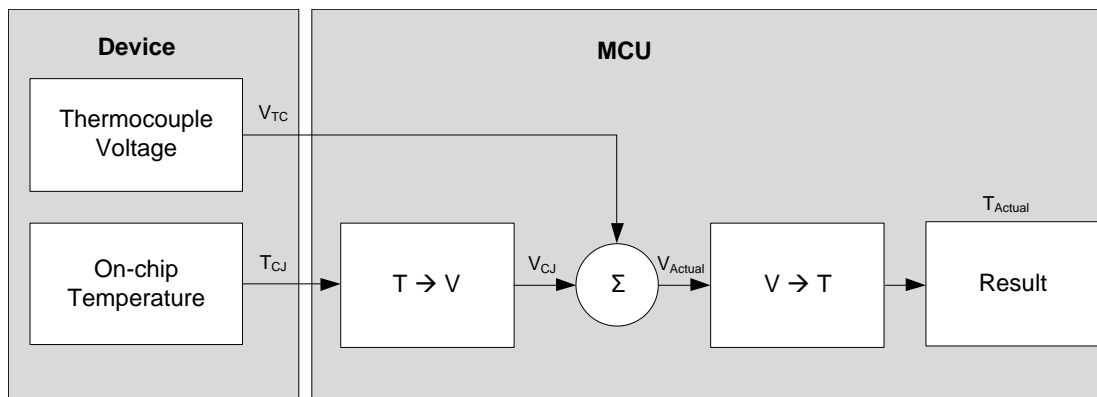 Device
MCU
Thermocouple
Voltage
V_TC
On-chip
Temperature
T_CJ
T → V
V_CJ
Σ
V_Actual
V → T
T_Actual
Result